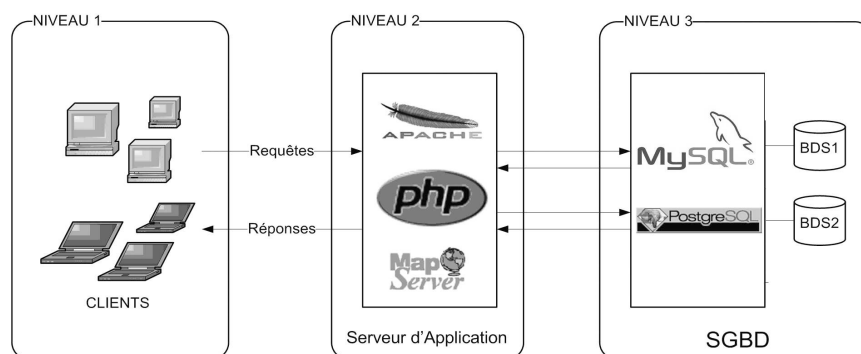 NIVEAU 1
CLIENTS
Requêtes
Réponses
NIVEAU 2
APACHE
php
Map
Server
Serveur d'Application
NIVEAU 3
MySQL®
PostgreSQL
BDS1
BDS2
SGBD